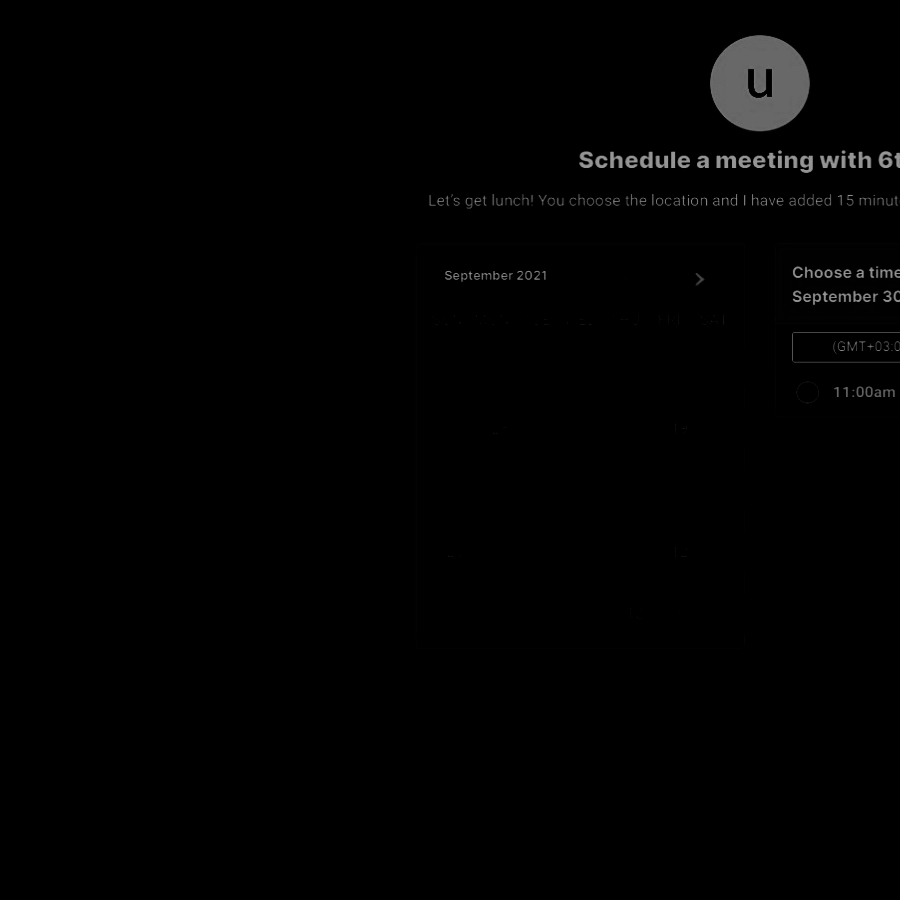 u
Schedule a meeting with 6t
Let's get lunch! You choose the location and I have added 15 minut
September 2021
Choose a time
September 30
(GMT+03:0
11:00am